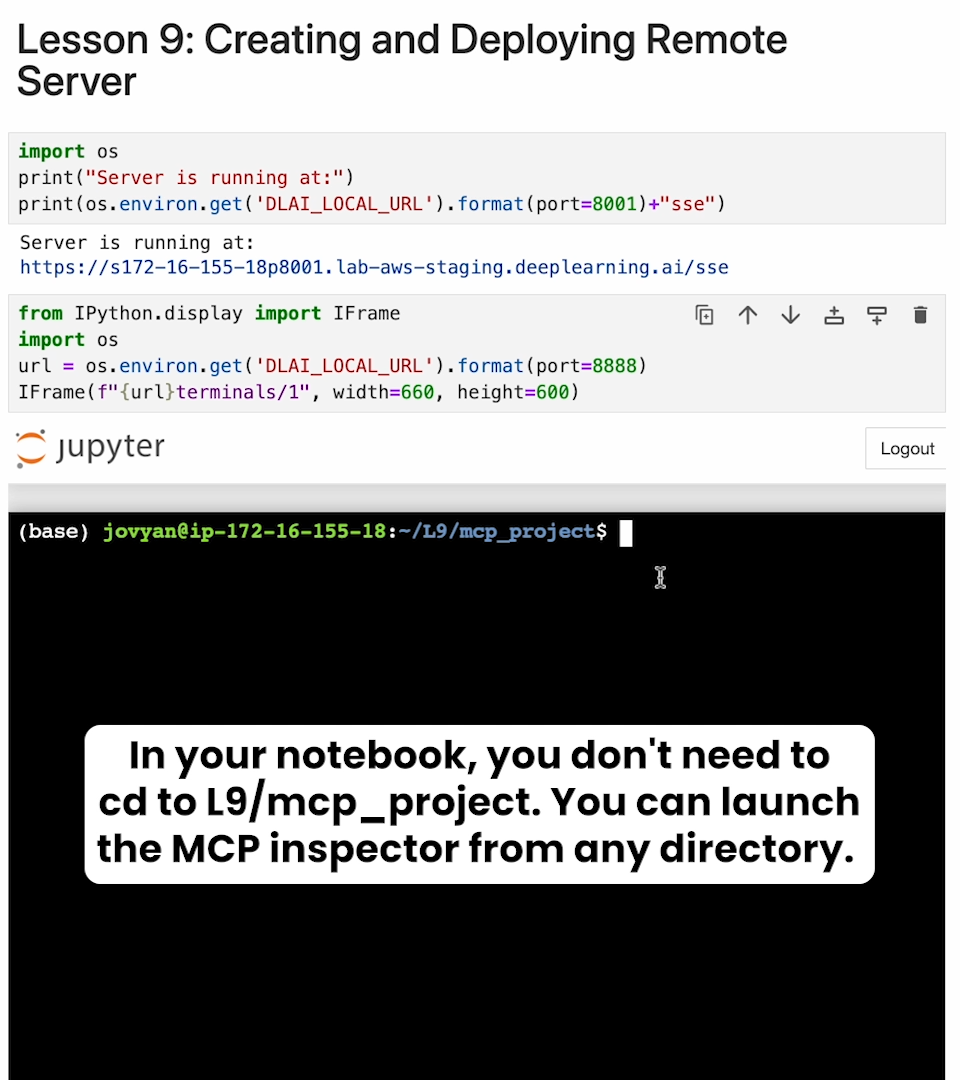 Lesson 9: Creating and Deploying Remote
Server
import os
print("Server is running at:")
print(os.environ.get('DLAI_LOCAL_URL').format(port=8001)+"sse")
Server is running at:
https://s172-16-155-18p8001.lab-aws-staging.deeplearning.ai/sse
from IPython.display import IFrame
import os
url = os.environ.get('DLAI_LOCAL_URL').format(port=8888)
IFrame(f"{url}terminals/1", width=660, height=600)
jupyter
Logout
(base) jovyan@ip-172-16-155-18:~/L9/mcp_project$
In your notebook, you don't need to
cd to L9/mcp_project. You can launch
the MCP inspector from any directory.